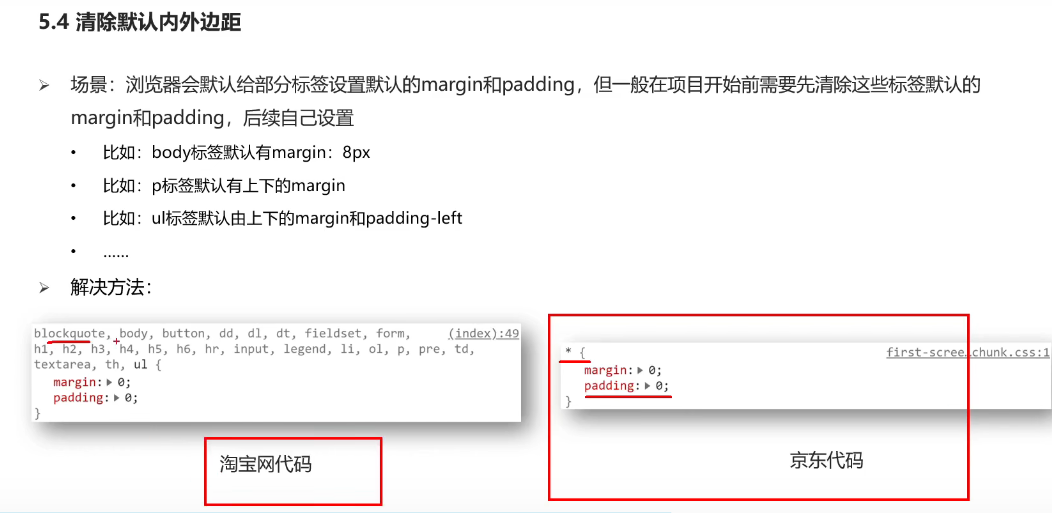 5.4 清除默认内外边距
场景：浏览器会默认给部分标签设置默认的margin和padding，但一般在项目开始前需要先清除这些标签默认的
margin和padding，后续自己设置
比如：body标签默认有margin：8px
比如：p标签默认有上下的margin
比如：ul标签默认由上下的margin和padding-left
……
解决方法：
blockquote, body, button, dd, dl, dt, fieldset, form, (index):49
h1, h2, h3, h4, h5, h6, hr, input, legend, li, ol, p, pre, td,
textarea, th, ul {
margin:▶ 0;
padding:▶ 0;
}
淘宝网代码
* { first-screen.chunk.css:1
margin:▶ 0;
padding:▶ 0;
}
京东代码